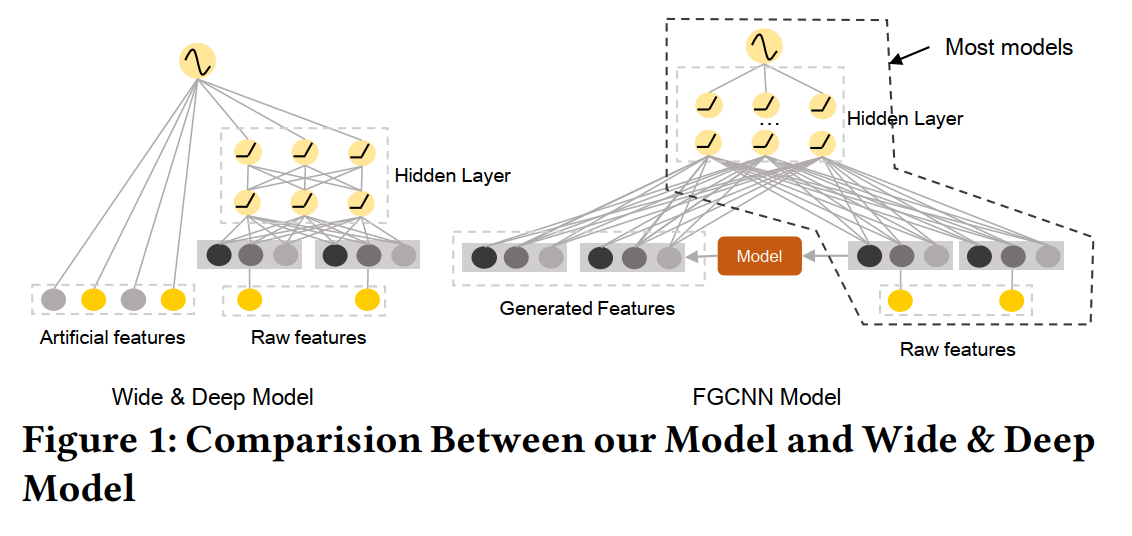 Most models
Hidden Layer
Hidden Layer
Model
Generated Features
Artificial features
Raw features
Raw features
Wide & Deep Model
FGCNN Model
Figure 1: Comparision Between our Model and Wide & Deep
Model